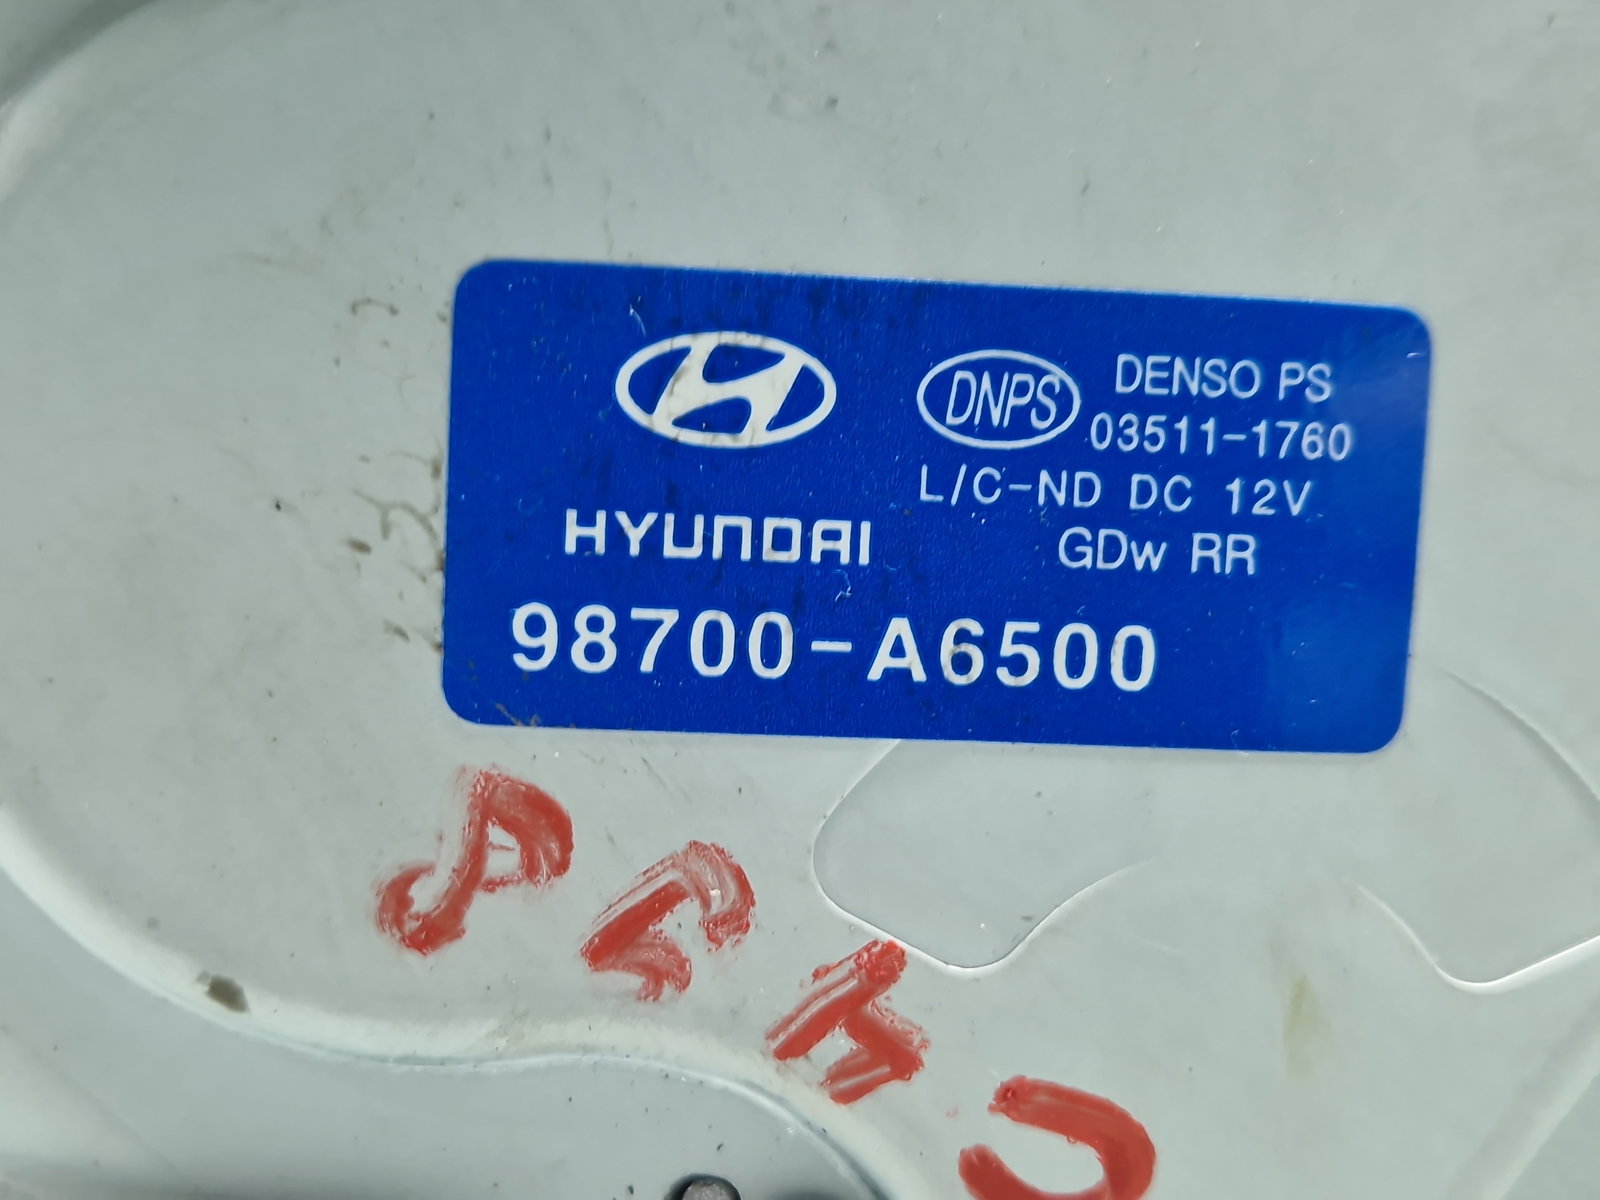 DNPS
DENSO PS
03511-1760
L/C-ND DC 12V
GDw RR
HYUNDAI
98700-A6500